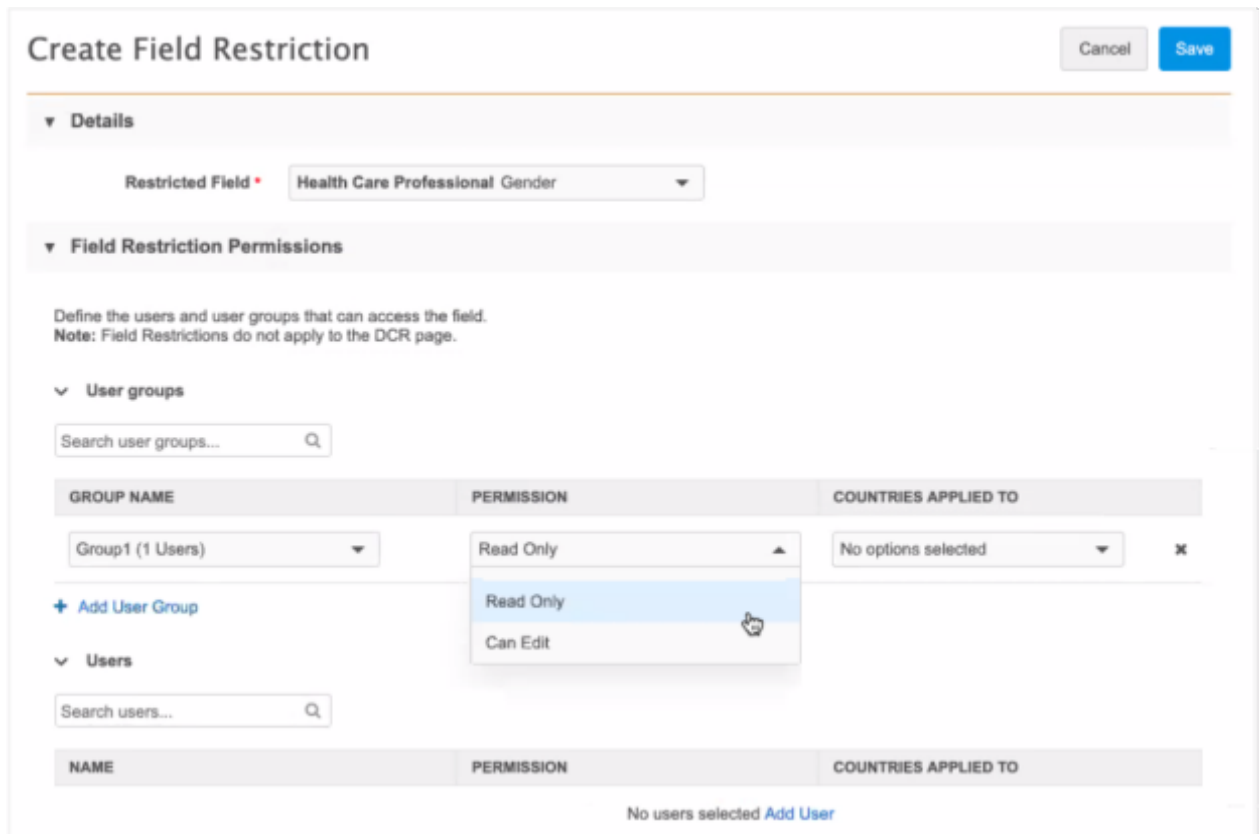 Create Field Restriction
Cancel
Save
Details
Restricted Field *
Health Care Professional Gender
Field Restriction Permissions
Define the users and user groups that can access the field.
Note: Field Restrictions do not apply to the DCR page.
User groups
Search user groups...
GROUP NAME PERMISSION COUNTRIES APPLIED TO
Group1 (1 Users) Read Only No options selected
Read Only
+ Add User Group
Can Edit
Users
Search users...
NAME PERMISSION COUNTRIES APPLIED TO
No users selected Add User